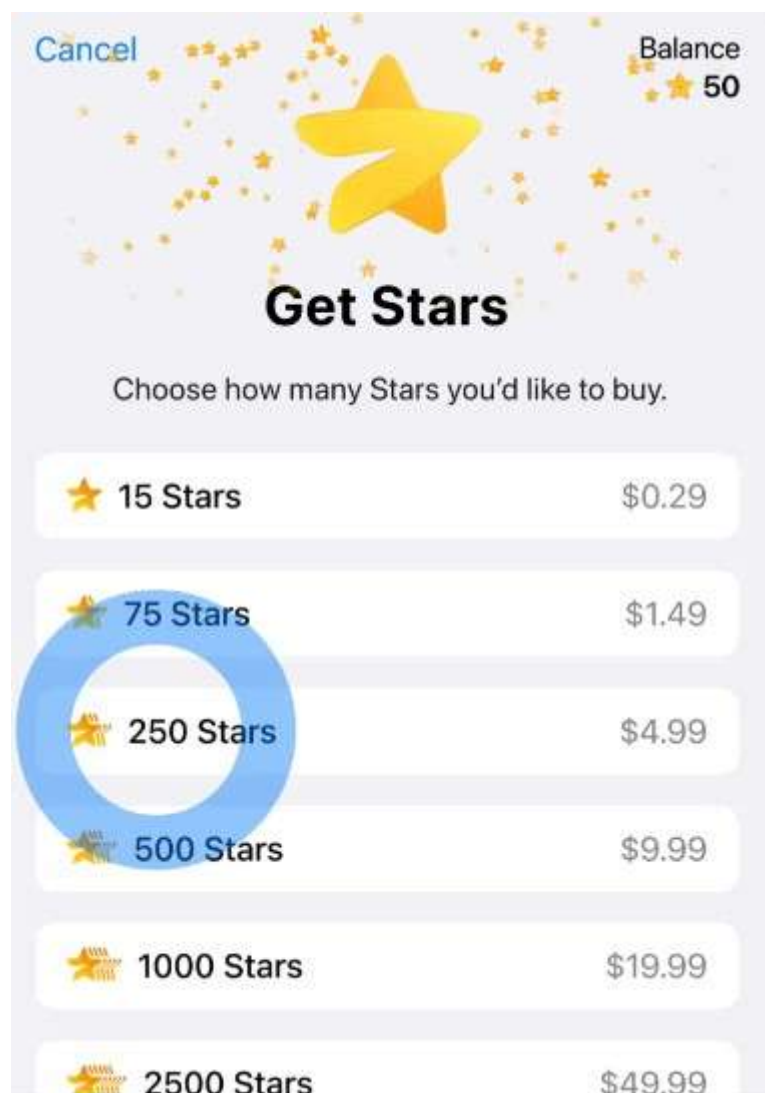 Cancel
Balance
50
Get Stars
Choose how many Stars you'd like to buy.
15 Stars $0.29
75 Stars $1.49
250 Stars $4.99
500 Stars $9.99
1000 Stars $19.99
2500 Stars $49.99